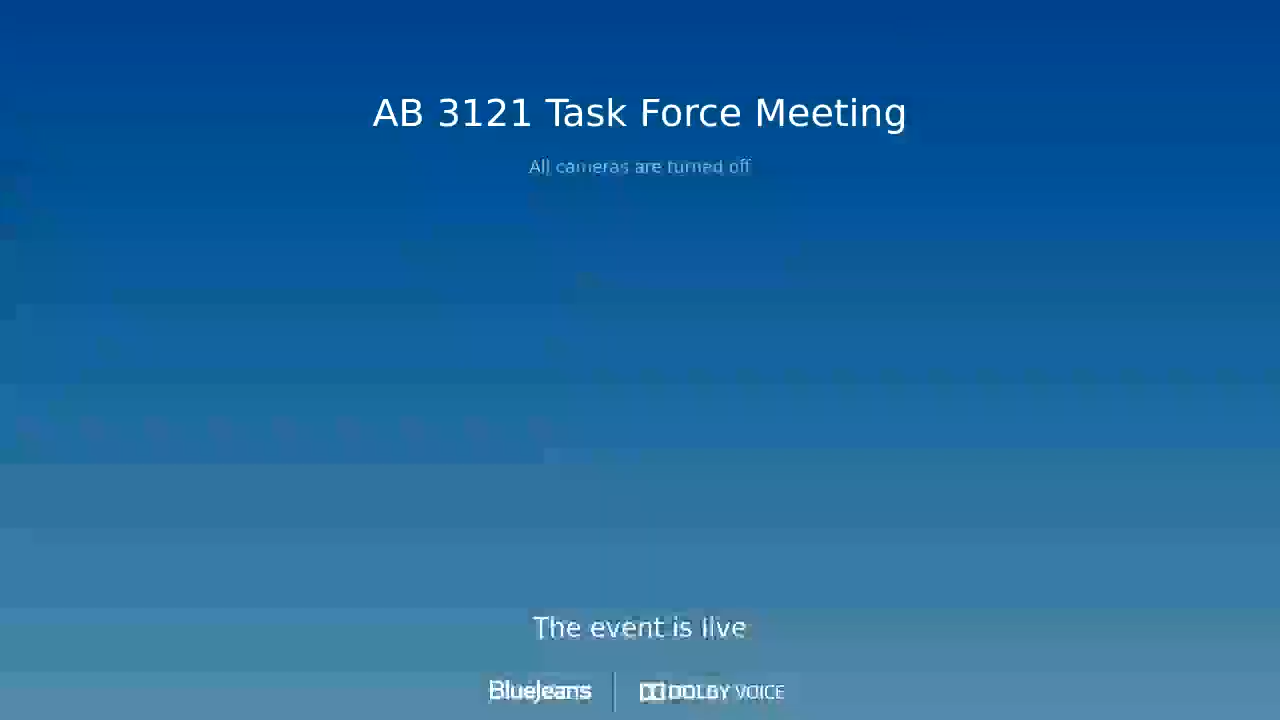 AB 3121 Task Force Meeting
All cameras are turned off
The event is live
BlueJeans
DOLBY VOICE